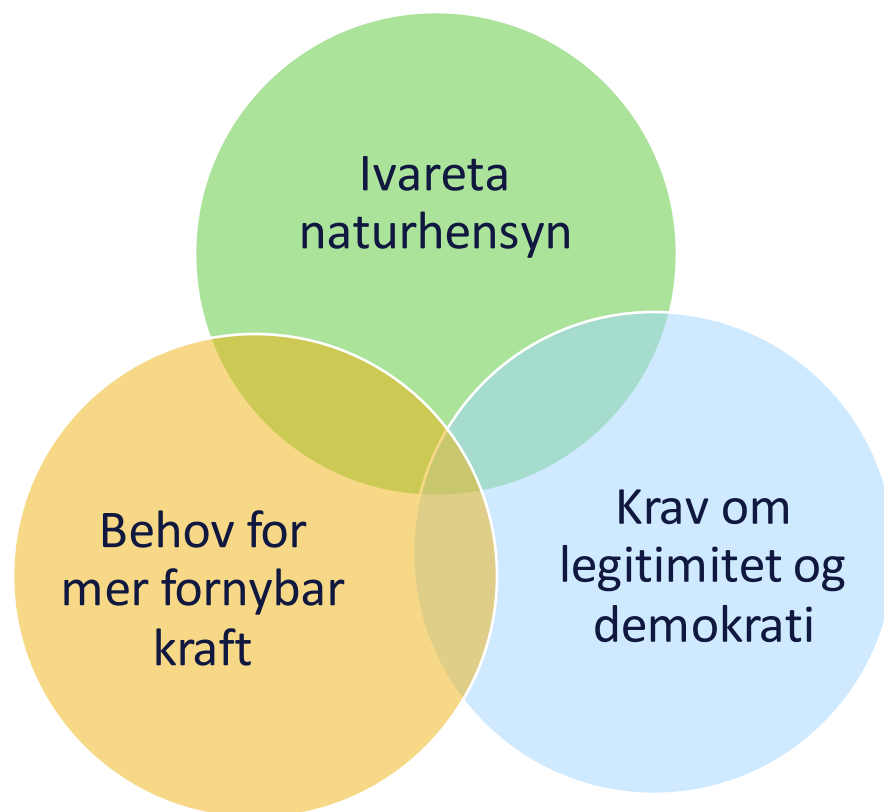 Ivareta
naturhensyn
Behov for
mer fornybar
kraft
Krav om
legitimitet og
demokrati